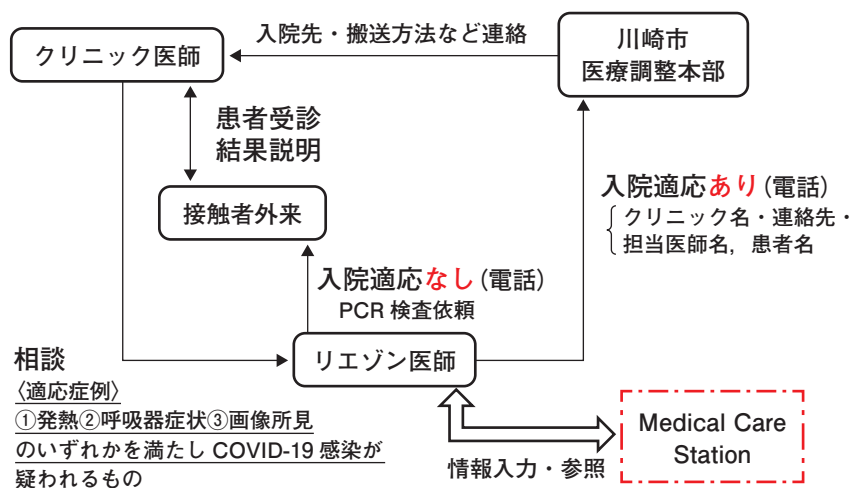 クリニック医師
入院先・搬送方法など連絡
川崎市
医療調整本部
患者受診
結果説明
接触者外来
入院適応あり(電話)
クリニック名・連絡先・
担当医師名，患者名
入院適応なし(電話)
PCR 検査依頼
リエゾン医師
相談
〈適応症例〉
①発熱②呼吸器症状③画像所見
のいずれかを満たし COVID-19 感染が
疑われるもの
情報入力・参照
Medical Care
Station